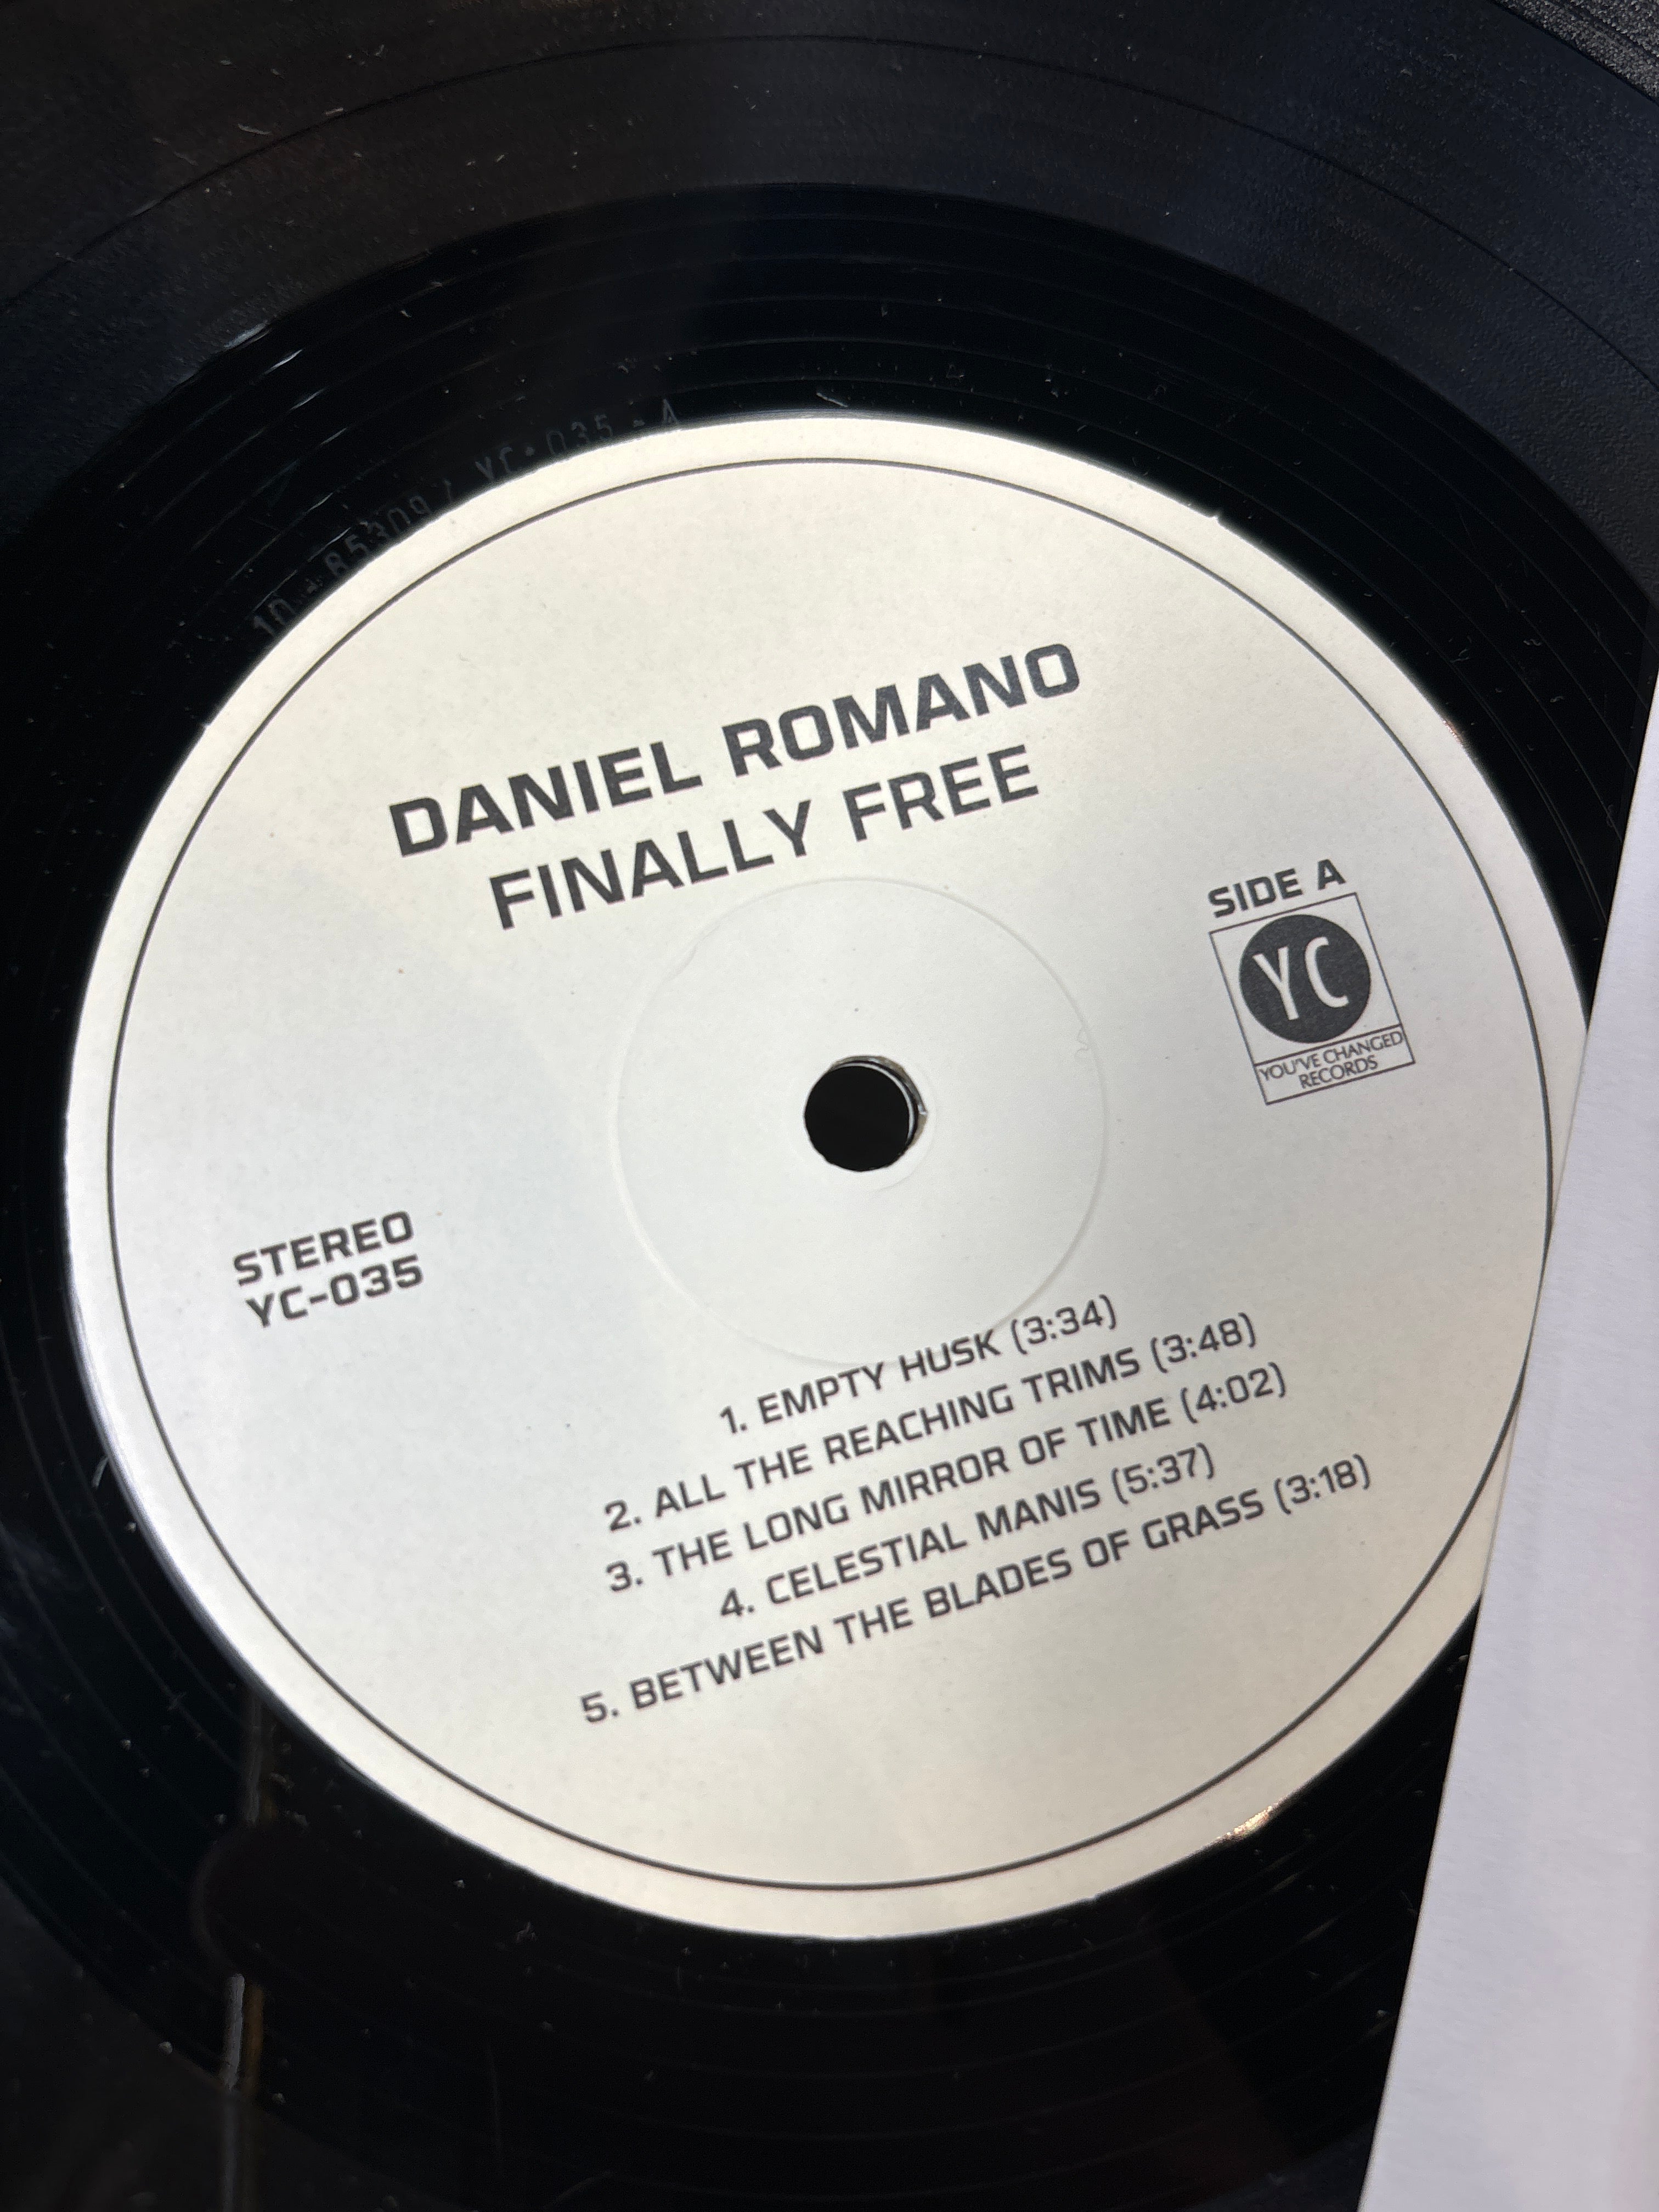 YC-035-A
DANIEL ROMANO
FINALLY FREE
SIDE A
YC
YOU'VE CHANGED
RECORDS
STEREO
YC-035
1. EMPTY HUSK (3:34)
2. ALL THE REACHING TRIMS (3:48)
3. THE LONG MIRROR OF TIME (4:02)
4. CELESTIAL MANIS (5:37)
5. BETWEEN THE BLADES OF GRASS (3:18)